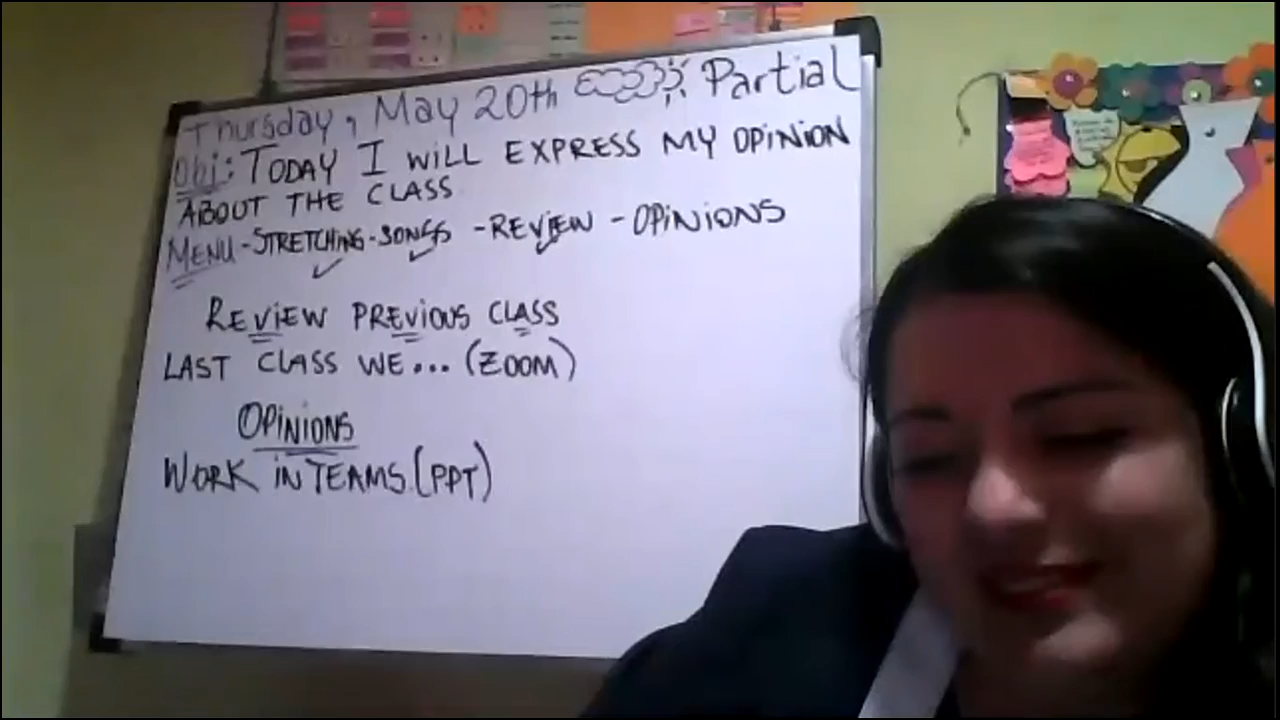 Thursday, May 20th Partial
Obj: TODAY I WILL EXPRESS MY OPINION
ABOUT THE CLASS
MENU - STRETCHING - SONGS - REVIEW - OPINIONS
REVIEW PREVIOUS CLASS
LAST CLASS WE... (ZOOM)
OPINIONS
WORK IN TEAMS (PPT)